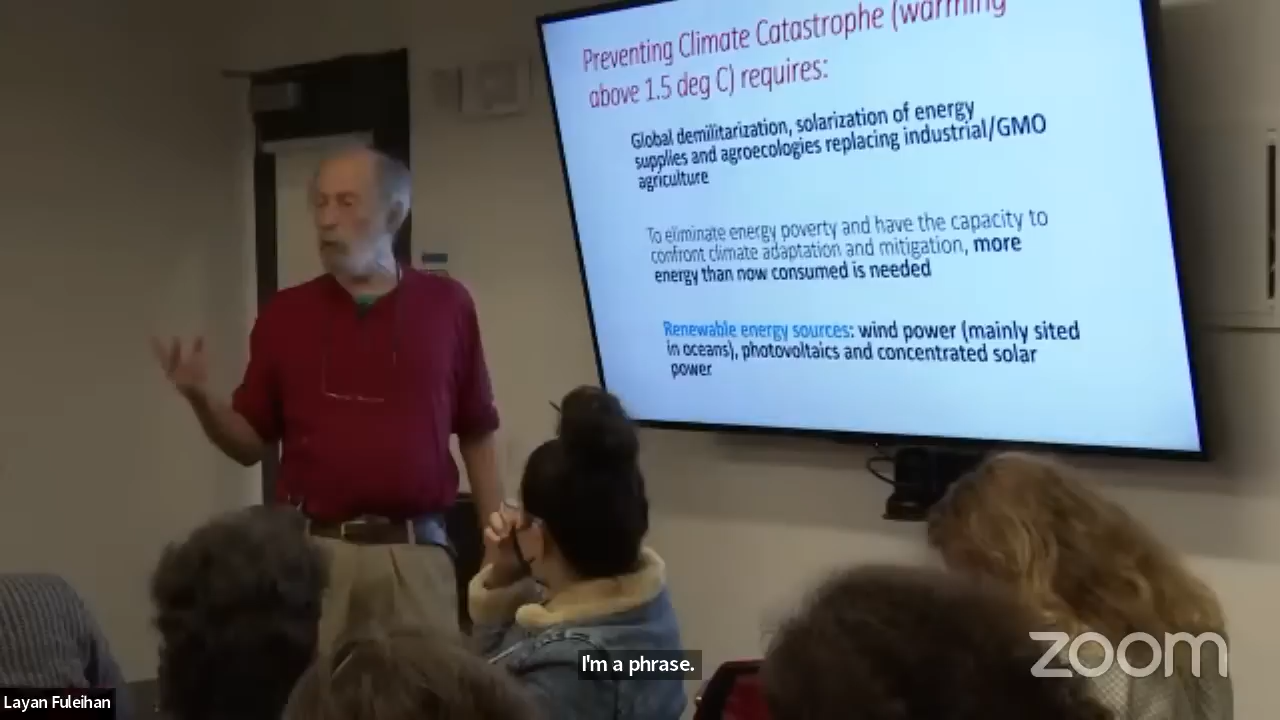 Preventing Climate Catastrophe (warming
above 1.5 deg C) requires:
Global demilitarization, solarization of energy
supplies and agroecologies replacing industrial/GMO
agriculture
To eliminate energy poverty and have the capacity to
confront climate adaptation and mitigation, more
energy than now consumed is needed
Renewable energy sources: wind power (mainly sited
in oceans), photovoltaics and concentrated solar
power
I'm a phrase.
zoom
Layan Fuleihan